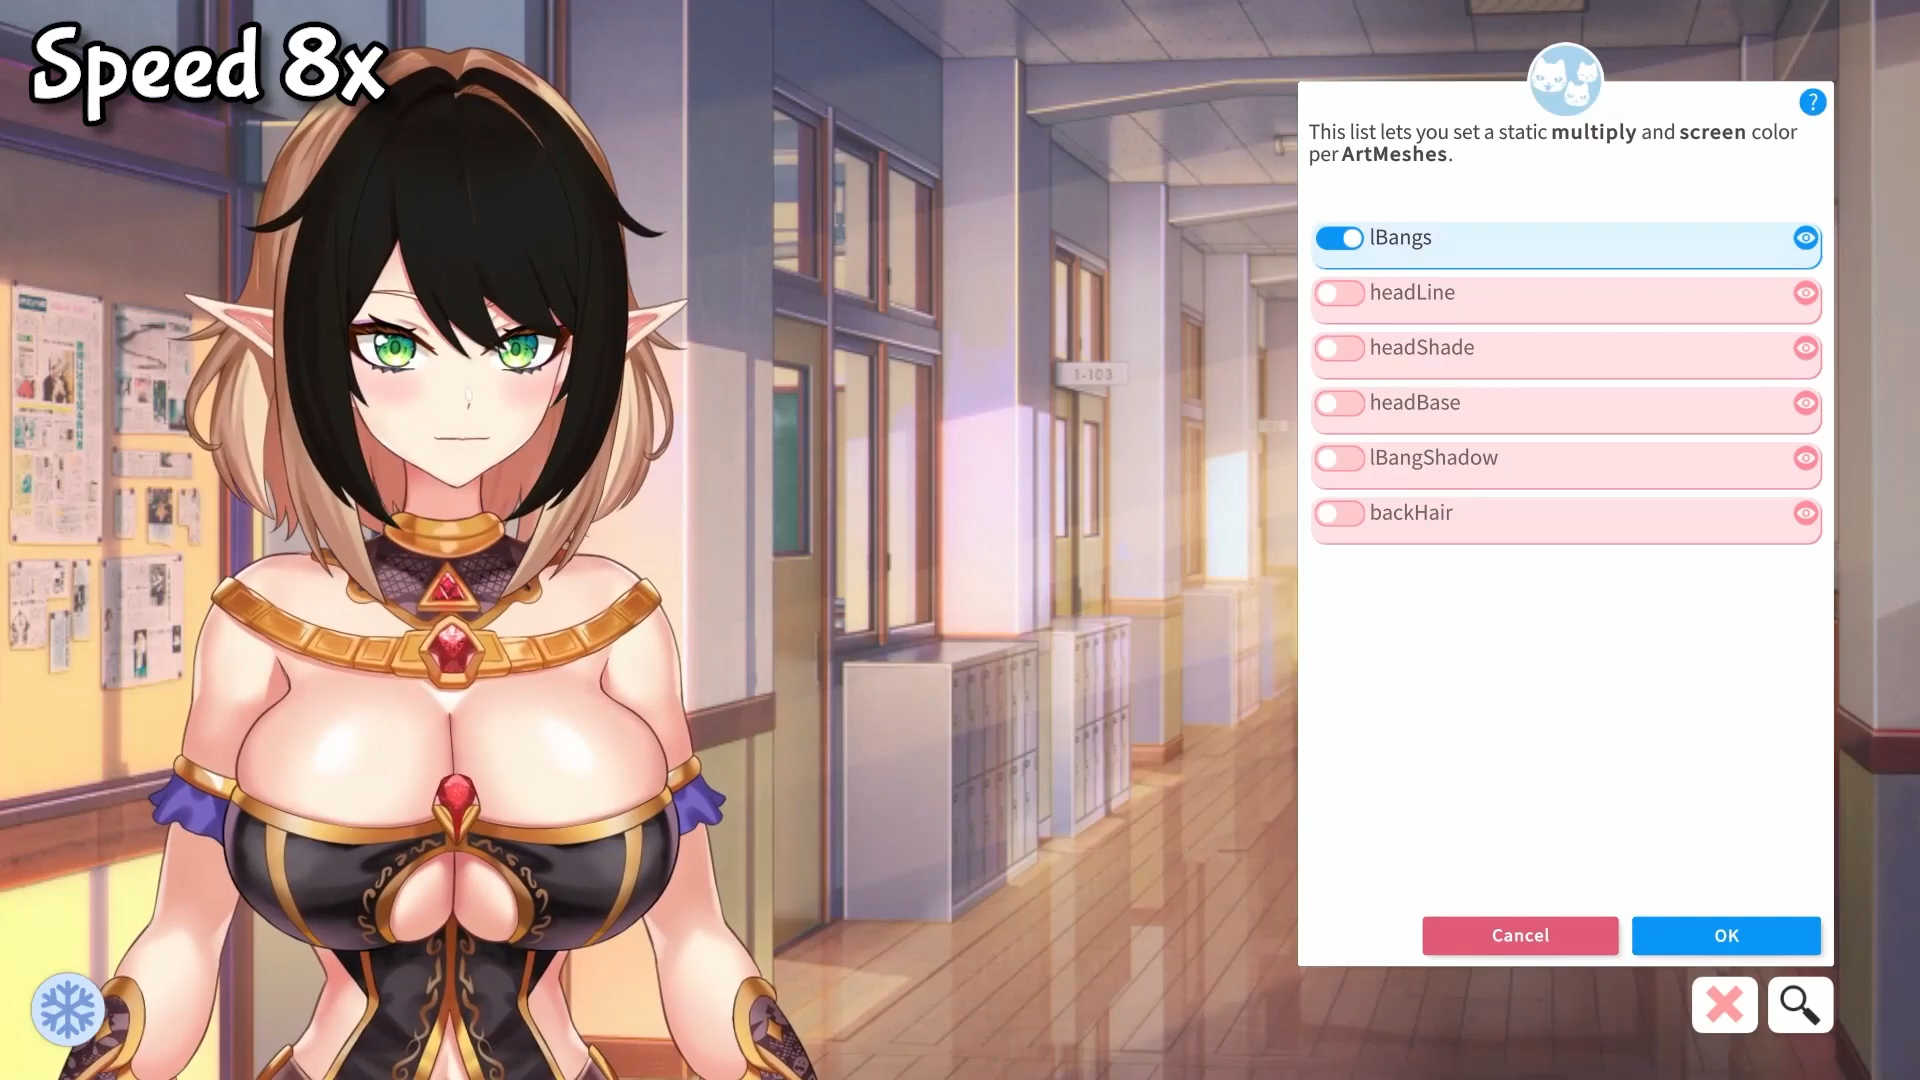 Speed 8x
?
This list lets you set a static multiply and screen color
per ArtMeshes.
lBangs
headLine
headShade
headBase
lBangShadow
backHair
Cancel
OK
1-103